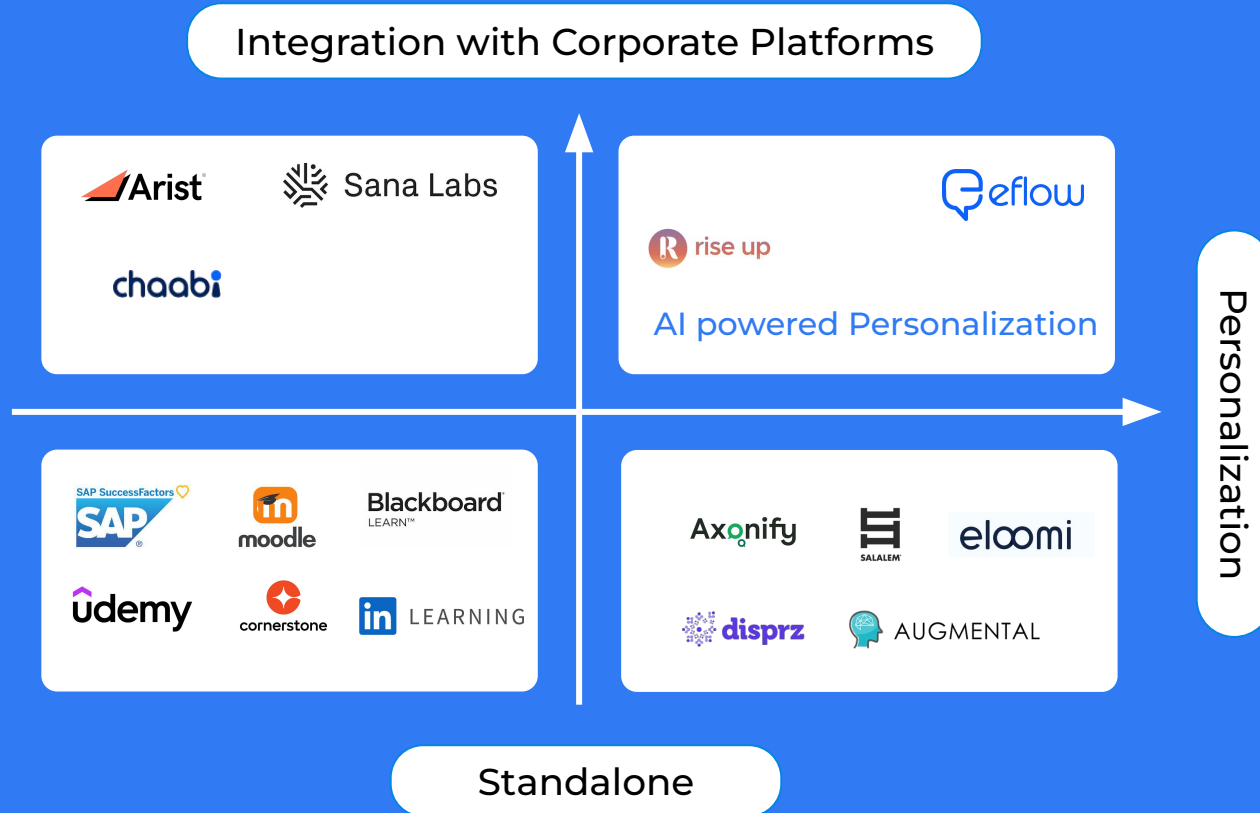 Integration with Corporate Platforms
Arist
Sana Labs
chaabi
eflow
rise up
AI powered Personalization
Personalization
SAP SuccessFactors
SAP
moodle
Blackboard
LEARN™
udemy
cornerstone
in LEARNING
Axonify
SALALEM
eloomi
disprz
AUGMENTAL
Standalone